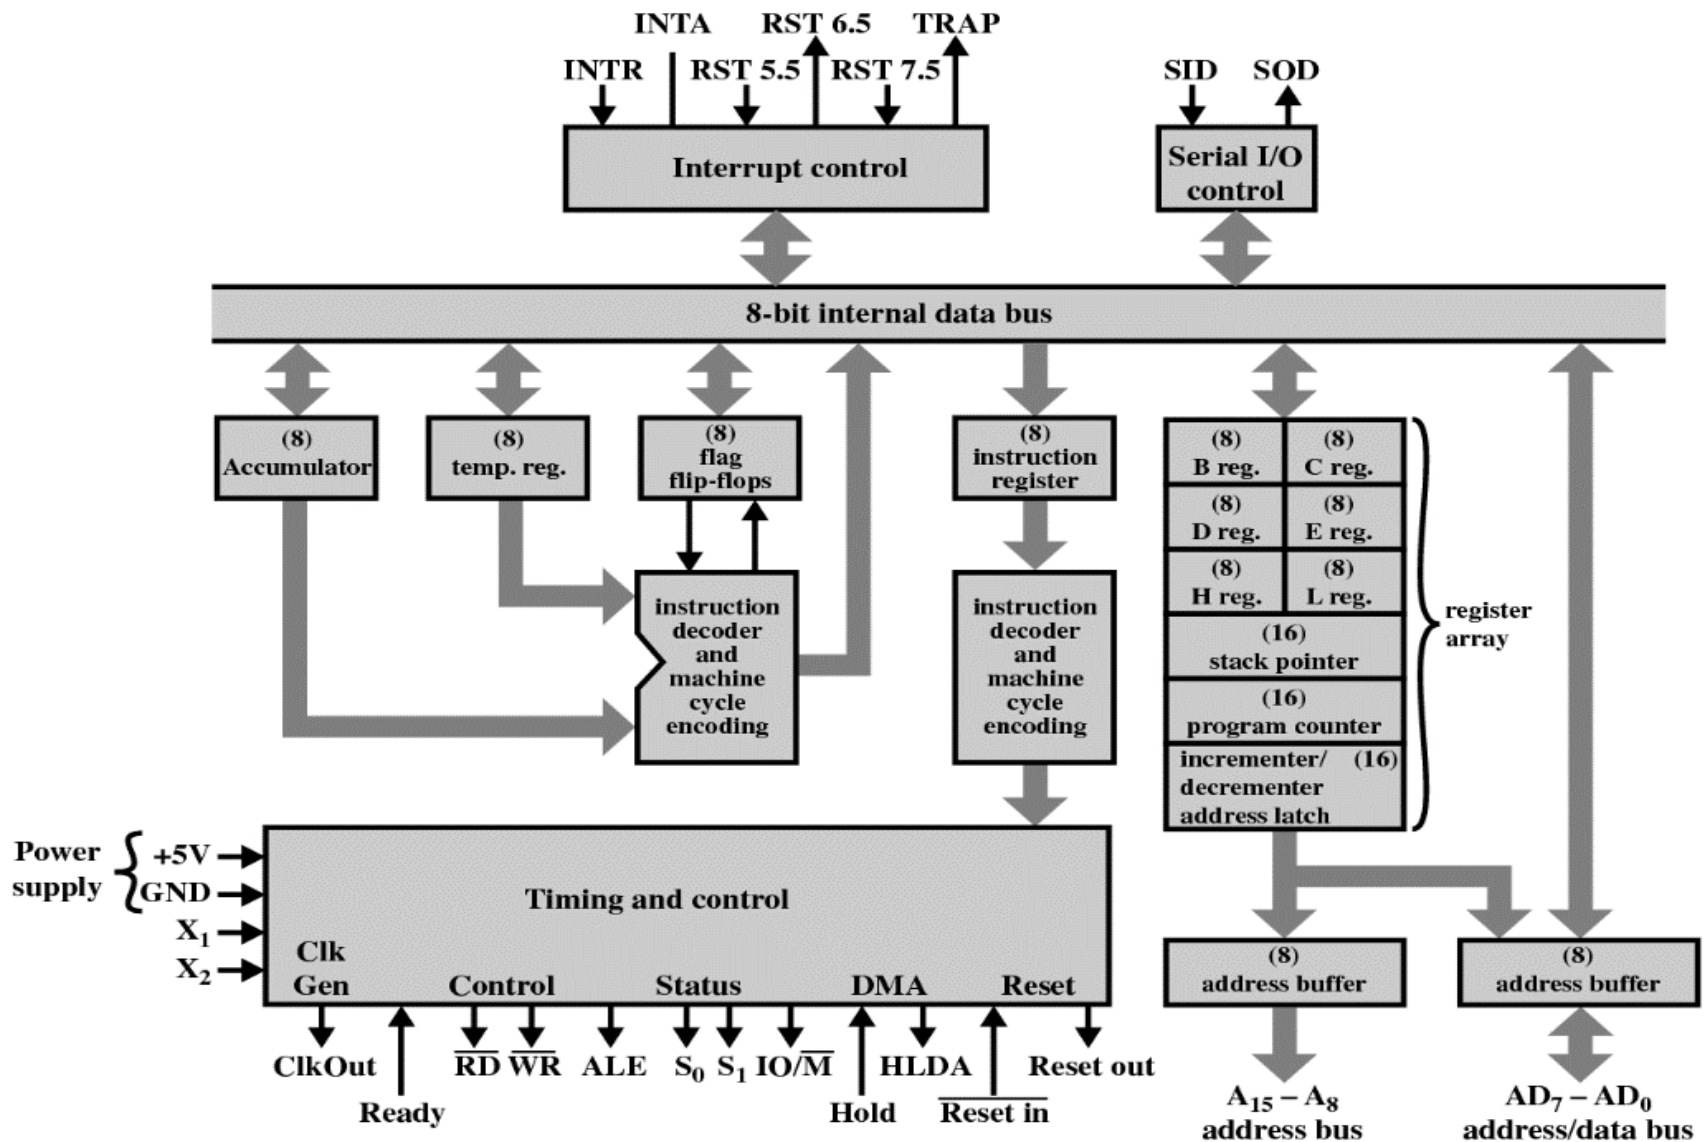 INTA RST 6.5 TRAP
INTR RST 5.5 RST 7.5 SID SOD
Interrupt control
Serial I/O
control
8-bit internal data bus
(8)
Accumulator
(8)
temp. reg.
(8)
flag
flip-flops
(8)
instruction
register
(8)
B reg.
(8)
C reg.
(8)
D reg.
(8)
E reg.
(8)
H reg.
(8)
L reg.
(16)
stack pointer
(16)
program counter
incrementer/ (16)
decrementer
address latch
register
array
instruction
decoder
and
machine
cycle
encoding
instruction
decoder
and
machine
cycle
encoding
Power
supply
+5V
GND
X₁
X₂
Timing and control
Clk
Gen
Control
Status
DMA
Reset
ClkOut
Ready
R̅D̅
W̅R̅
ALE
S₀
S₁
IO/M̅
Hold
HLDA
R̅e̅s̅e̅t̅ ̅i̅n̅
Reset out
(8)
address buffer
(8)
address buffer
A₁₅ – A₈
address bus
AD₇ – AD₀
address/data bus